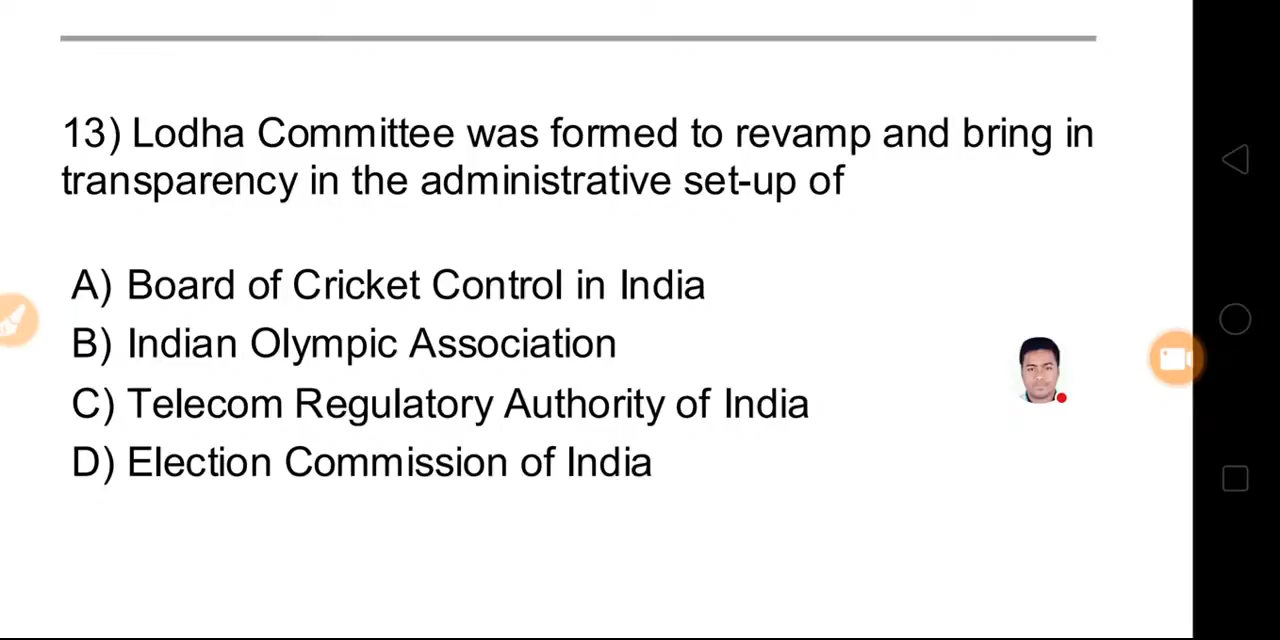 13) Lodha Committee was formed to revamp and bring in
transparency in the administrative set-up of
A) Board of Cricket Control in India
B) Indian Olympic Association
C) Telecom Regulatory Authority of India
D) Election Commission of India